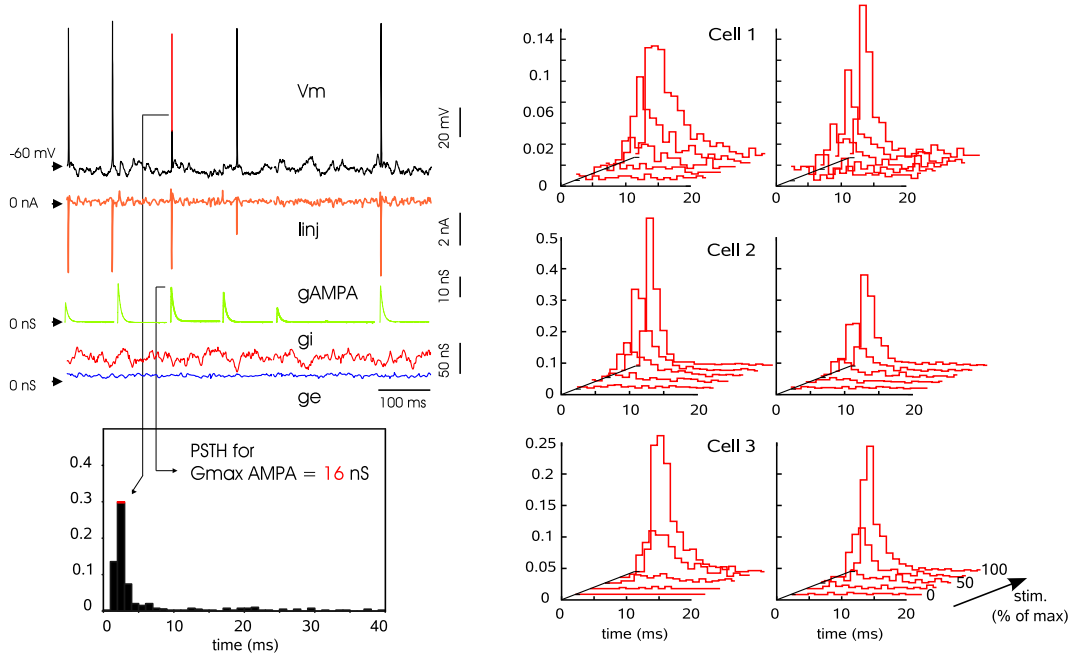 Vm
20 mV
-60 mV
0 nA
Iinj
2 nA
gAMPA
10 nS
0 nS
gi
50 nS
0 nS
ge
100 ms
PSTH for
Gmax AMPA = 16 nS
0.4
0.3
0.2
0.1
0
0 10 20 30 40
time (ms)
Cell 1
0.14
0.1
0.06
0.02
0
0 10 20
0 10 20
Cell 2
0.5
0.4
0.3
0.2
0.1
0
0 10 20
0 10 20
Cell 3
0.25
0.20
0.15
0.1
0.05
0
0 10 20
time (ms)
0 10 20
time (ms)
0 50 100
stim.
(% of max)